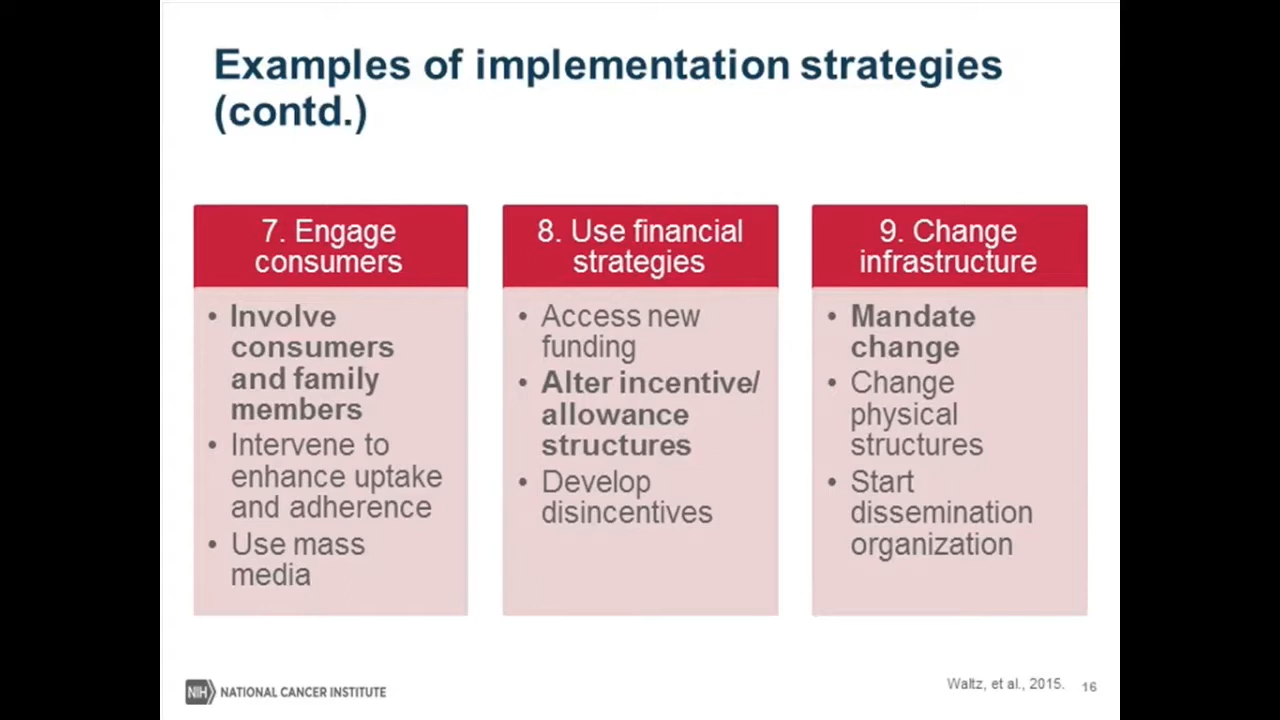 Examples of implementation strategies
(contd.)
7. Engage
consumers
• Involve
consumers
and family
members
• Intervene to
enhance uptake
and adherence
• Use mass
media
8. Use financial
strategies
• Access new
funding
• Alter incentive/
allowance
structures
• Develop
disincentives
9. Change
infrastructure
• Mandate
change
• Change
physical
structures
• Start
dissemination
organization
NIH NATIONAL CANCER INSTITUTE
Waltz, et al., 2015. 16